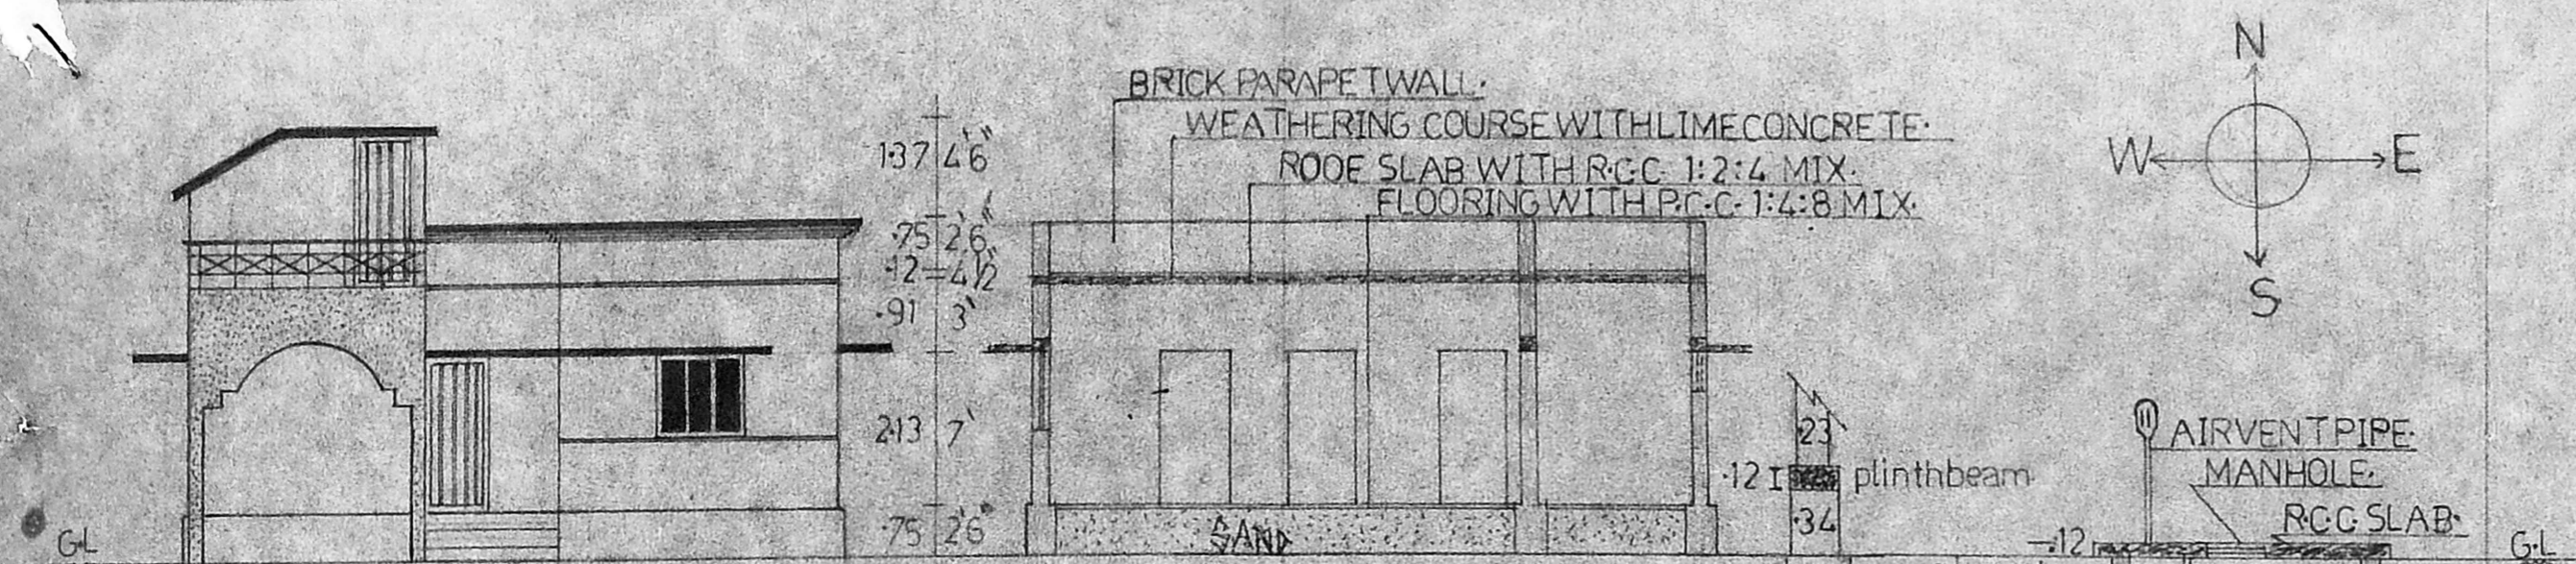 BRICK PARAPET WALL.
WEATHERING COURSE WITH LIME CONCRETE.
ROOF SLAB WITH R.C.C. 1:2:4 MIX.
FLOORING WITH P.C.C. 1:4:8 MIX.
N
W E
S
1.37 4'6"
.75 2'6"
.12 4½
.91 3'
2.13 7'
.75 2'6"
SAND
G.L
.23
.12 plinthbeam
.34
AIRVENT PIPE.
MANHOLE.
R.C.C SLAB.
.12
G.L